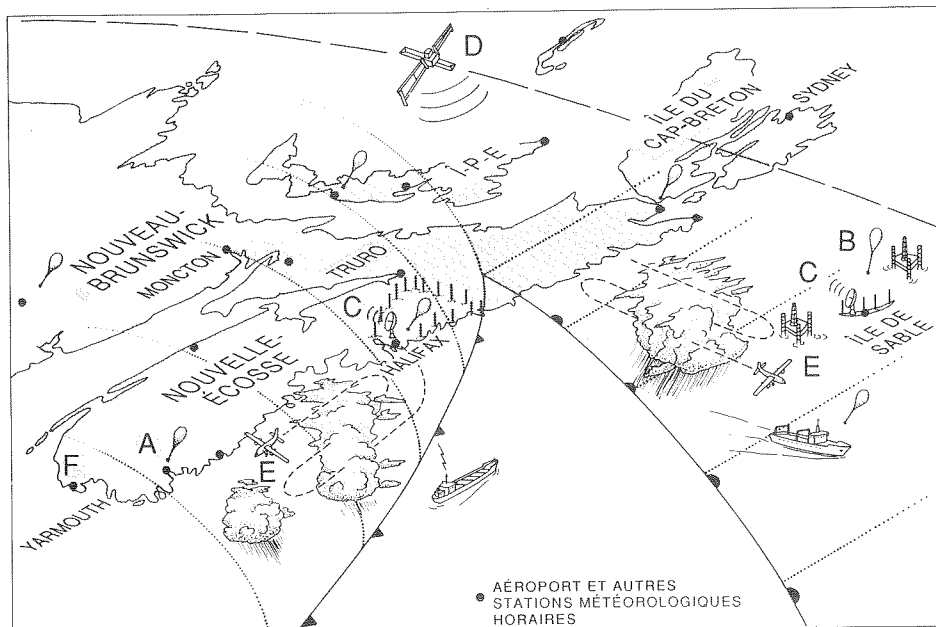 D
ÎLE DU
CAP-BRETON
SYDNEY
I-P-E
NOUVEAU-
BRUNSWICK
MONCTON
TRURO
B
C
C
HALIFAX
ÎLE DE
SABLE
NOUVELLE-
ÉCOSSE
E
A
E
F
YARMOUTH
AÉROPORT ET AUTRES
STATIONS MÉTÉOROLOGIQUES
HORAIRES